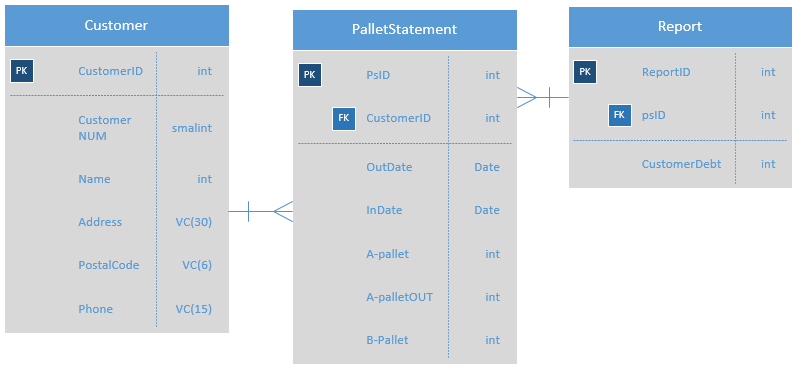 Customer
PK CustomerID int
Customer
NUM smalint
Name int
Address VC(30)
PostalCode VC(6)
Phone VC(15)
PalletStatement
PK PsID int
FK CustomerID int
OutDate Date
InDate Date
A-pallet int
A-palletOUT int
B-Pallet int
Report
PK ReportID int
FK psID int
CustomerDebt int